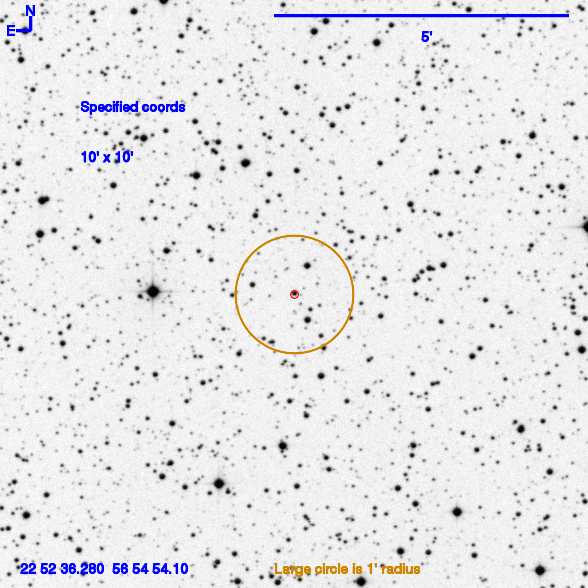 N
E
5'
Specified coords
10' x 10'
22 52 36.280 56 54 54.10
Large circle is 1' radius